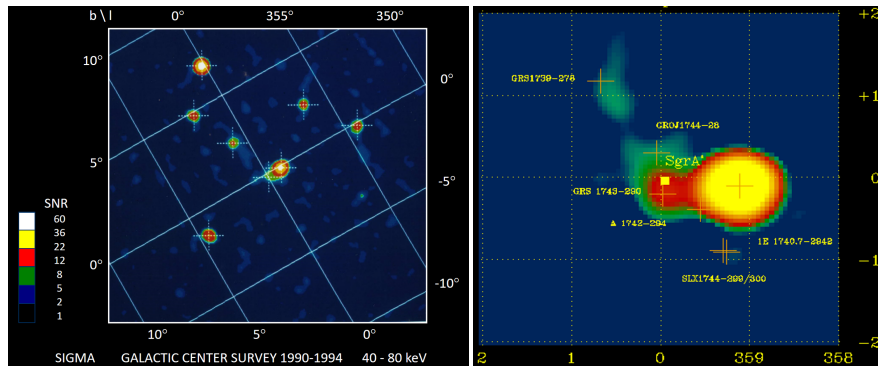 b \ l 0° 355° 350°
10°
5°
0°
0°
-5°
-10°
SNR
60
36
22
12
8
5
2
1
10° 5° 0°
SIGMA GALACTIC CENTER SURVEY 1990-1994 40 - 80 keV
GRS1739-278
GROJ1744-28
SgrA*
GRS 1743-290
A 1742-294
1E 1740.7-2942
SLX1744-299/300
+2
+1
0
-1
-2
2 1 0 359 358